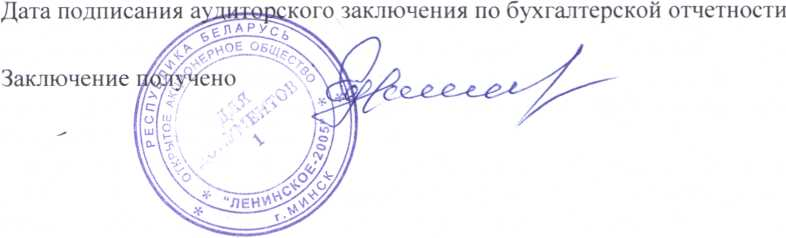 Дата подписания аудиторского заключения по бухгалтерской отчетности
Заключение получено
РЕСПУБЛИКА БЕЛАРУСЬ
ОТКРЫТОЕ АКЦИОНЕРНОЕ ОБЩЕСТВО
ДЛЯ
ДОКУМЕНТОВ
1
* "ЛЕНИНСКОЕ-2005" *
* г. МИНСК *